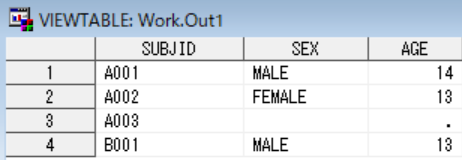 VIEWTABLE: Work.Out1
SUBJID SEX AGE
1 A001 MALE 14
2 A002 FEMALE 13
3 A003 .
4 B001 MALE 13